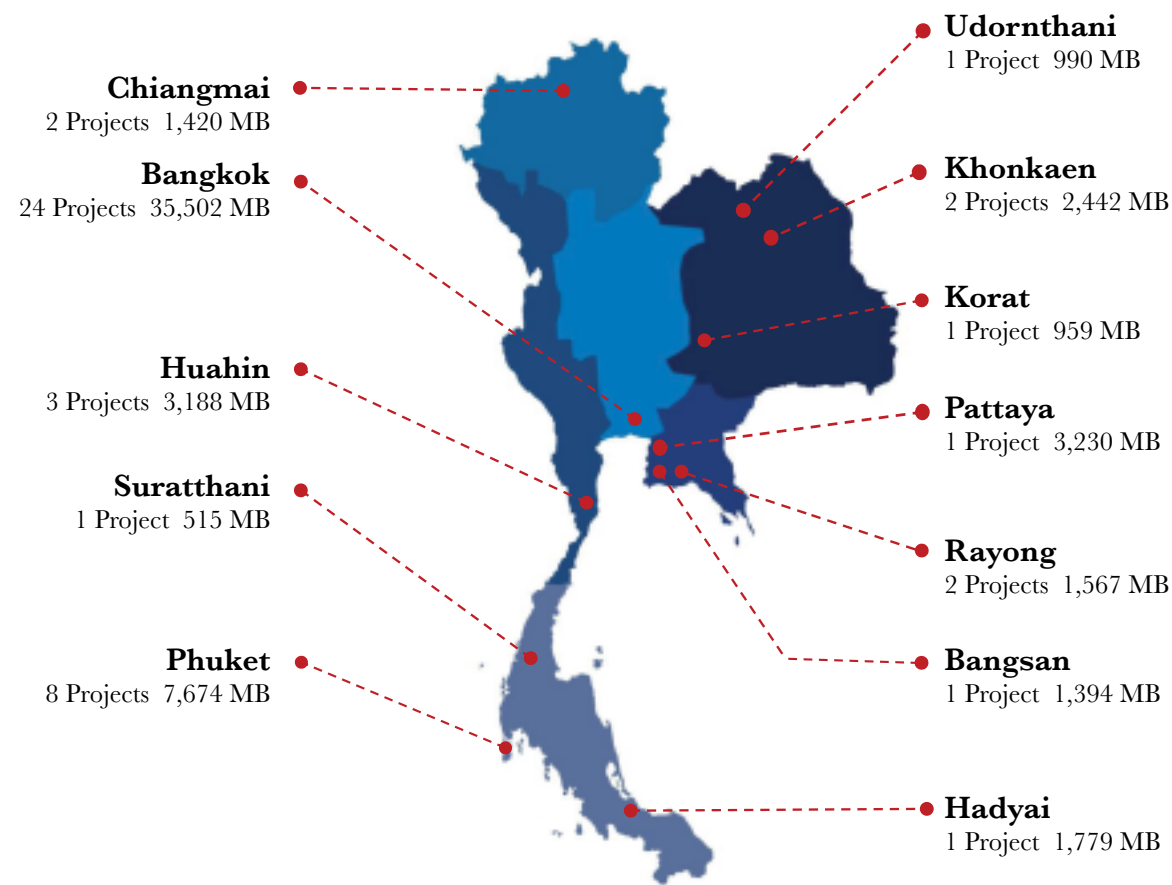 Chiangmai
2 Projects 1,420 MB
Bangkok
24 Projects 35,502 MB
Huahin
3 Projects 3,188 MB
Suratthani
1 Project 515 MB
Phuket
8 Projects 7,674 MB
Udornthani
1 Project 990 MB
Khonkaen
2 Projects 2,442 MB
Korat
1 Project 959 MB
Pattaya
1 Project 3,230 MB
Rayong
2 Projects 1,567 MB
Bangsan
1 Project 1,394 MB
Hadyai
1 Project 1,779 MB